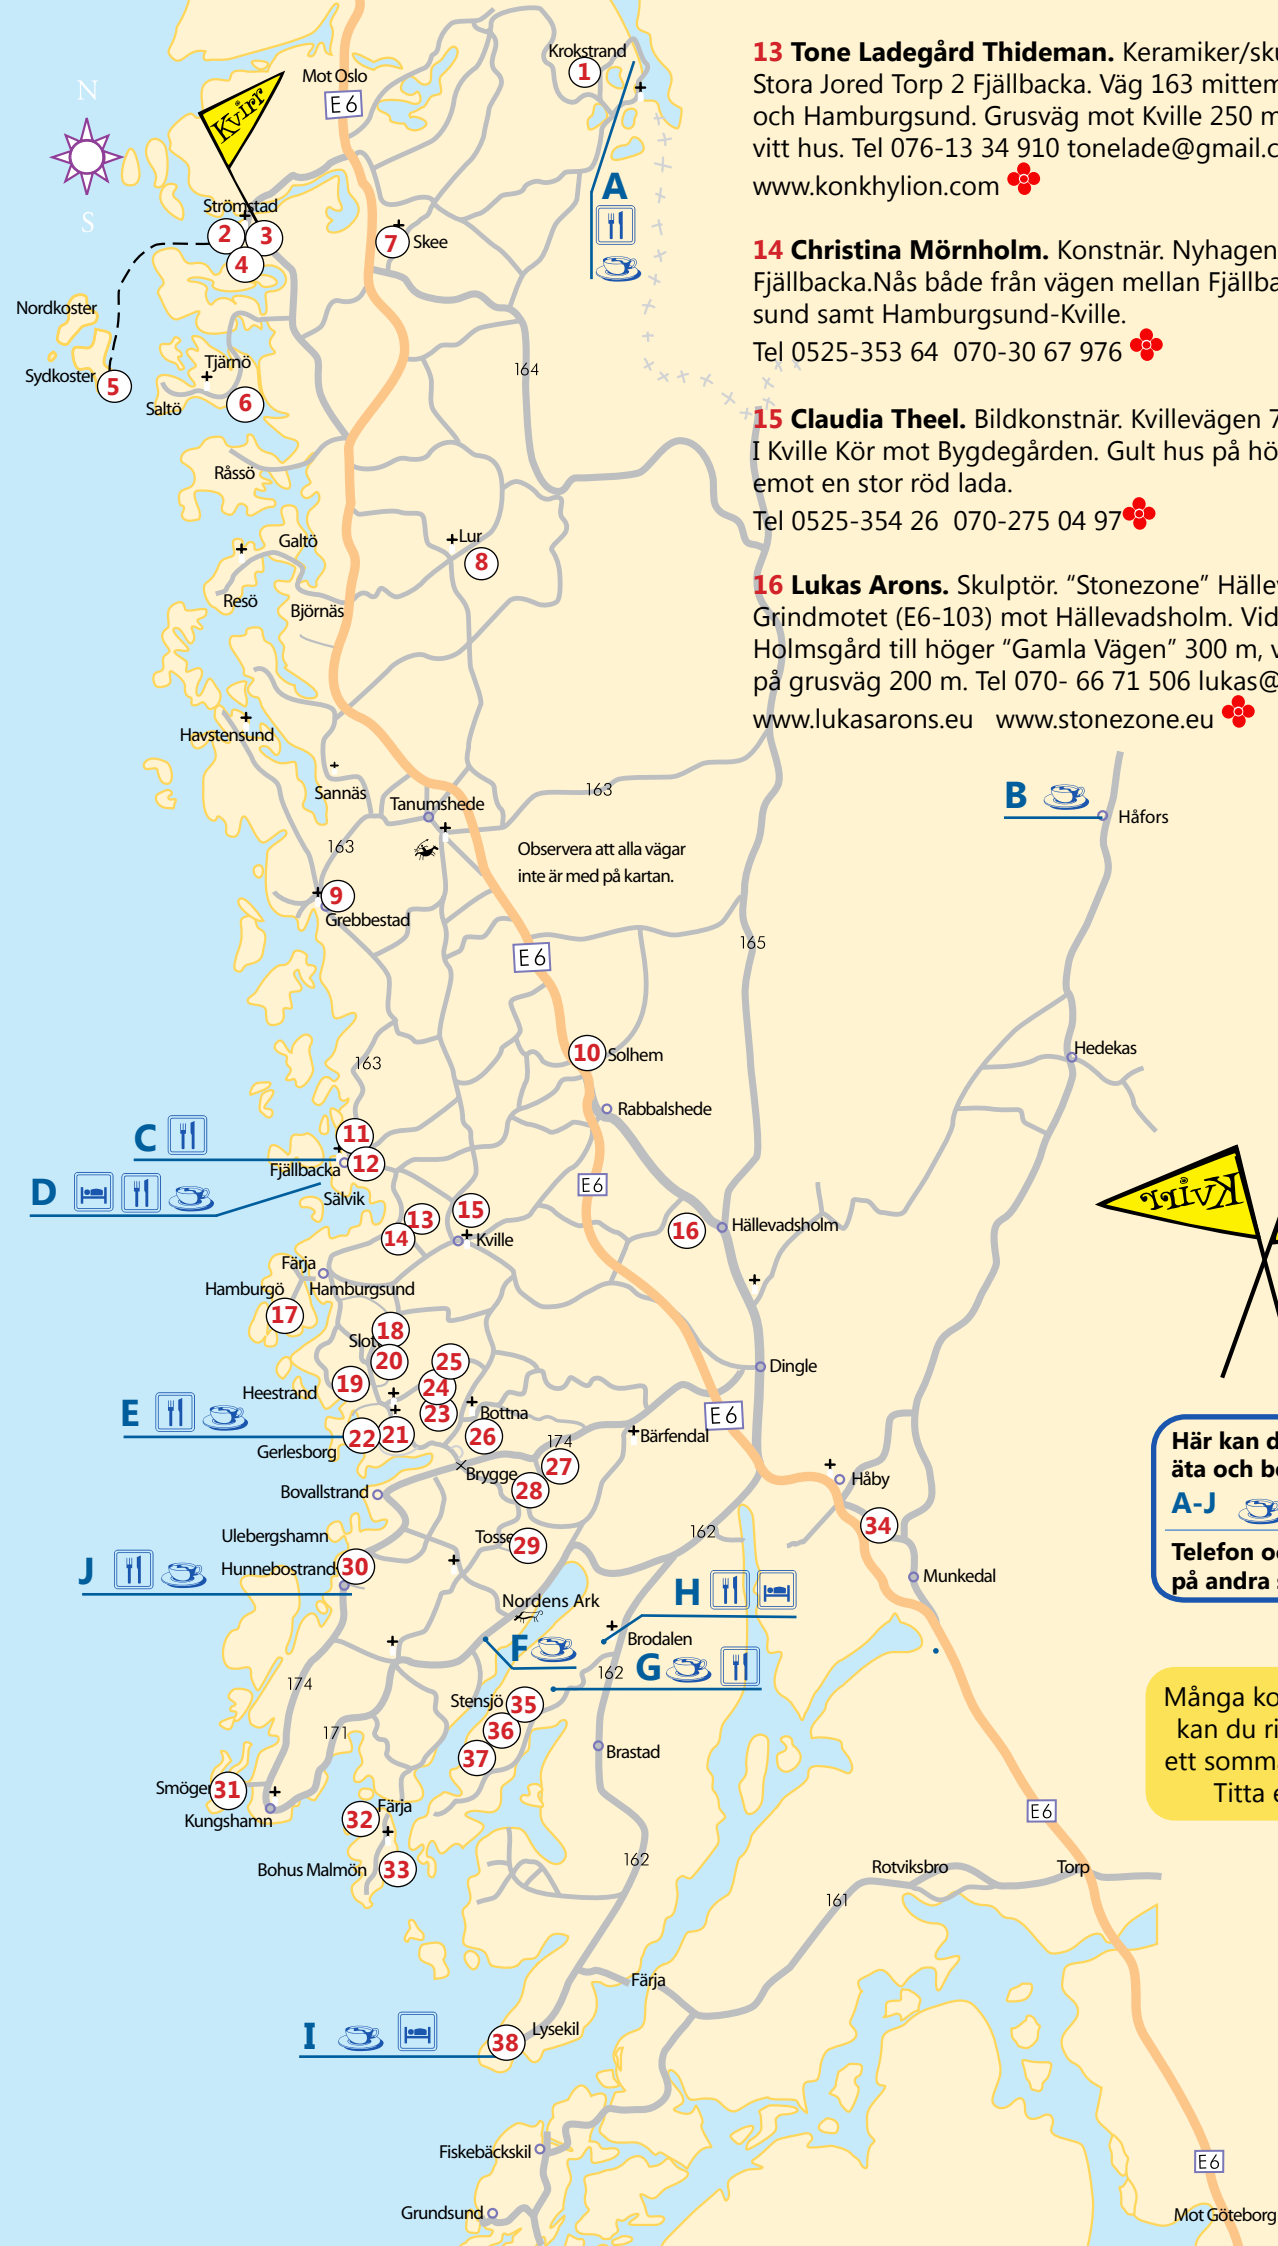 13 Tone Ladegård Thideman. Keramiker/sku
Stora Jored Torp 2 Fjällbacka. Väg 163 mittem
och Hamburgsund. Grusväg mot Kville 250 m
vitt hus. Tel 076-13 34 910 tonelade@gmail.c
www.konkhylion.com
14 Christina Mörnholm. Konstnär. Nyhagen
Fjällbacka.Nås både från vägen mellan Fjällba
sund samt Hamburgsund-Kville.
Tel 0525-353 64 070-30 67 976
15 Claudia Theel. Bildkonstnär. Kvillevägen 7
I Kville Kör mot Bygdegården. Gult hus på hö
emot en stor röd lada.
Tel 0525-354 26 070-275 04 97
16 Lukas Arons. Skulptör. “Stonezone” Hällev
Grindmotet (E6-103) mot Hällevadsholm. Vid
Holmsgård till höger “Gamla Vägen” 300 m, v
på grusväg 200 m. Tel 070- 66 71 506 lukas@
www.lukasarons.eu www.stonezone.eu
Krokstrand
1
Mot Oslo
E6
N
S
Kvirr
A
Strömstad
2
3
4
7
Skee
Nordkoster
Sydkoster
5
Tjärnö
Saltö
6
164
Råssö
Galtö
Lur
8
Resö
Björnäs
Havstensund
Sannäs
Tanumshede
163
163
Observera att alla vägar
inte är med på kartan.
B
Håfors
9
Grebbestad
E6
165
10
Solhem
163
Hedekas
Rabbalshede
C
11
12
Fjällbacka
D
Sälvik
E6
13
14
15
Kville
16
Hällevadsholm
Kvirr
Färja
Hamburgö
Hamburgsund
17
18
Slot
20
25
Dingle
19
24
Heestrand
23
E
Bottna
E6
22
21
26
Gerlesborg
174
Bärfendal
Brygge
27
28
Bovallstrand
Håby
34
Ulebergshamn
Tosse
29
162
J
Hunnebostrand
30
Munkedal
Nordens Ark
H
F
Brodalen
G
162
174
Stensjö
35
36
37
171
Brastad
Smögen
31
Kungshamn
32
Färja
E6
Bohus Malmön
33
162
Rotviksbro
Torp
161
Färja
I
38
Lysekil
Fiskebäckskil
E6
Grundsund
Mot Göteborg
Här kan d
äta och bo
A-J
Telefon oc
på andra s
Många ko
kan du ri
ett somma
Titta e